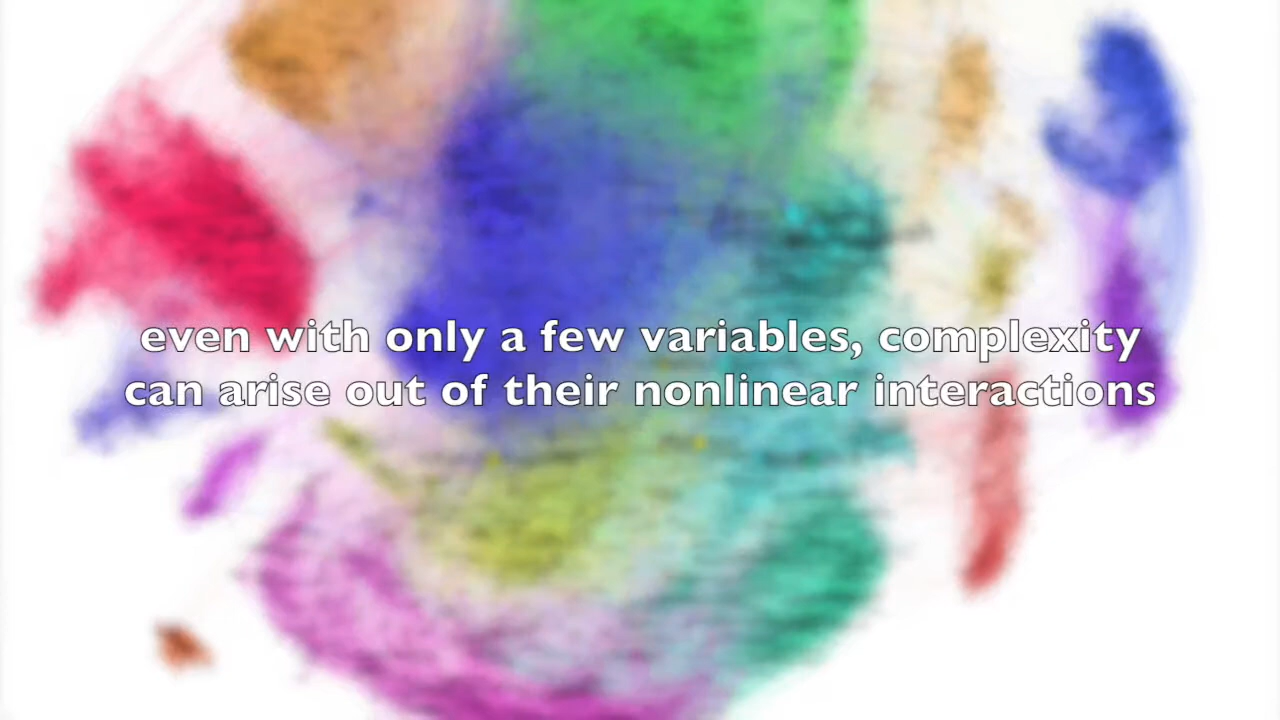 even with only a few variables, complexity
can arise out of their nonlinear interactions